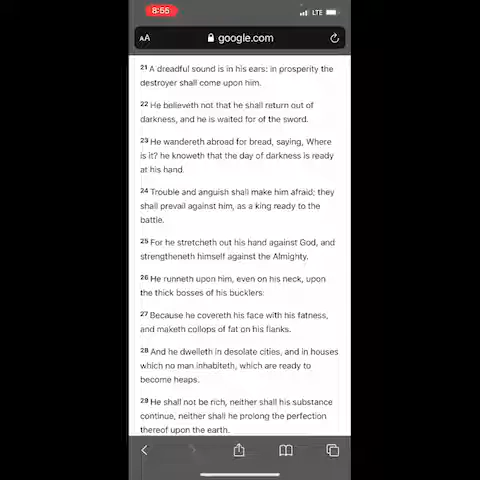 8:55
LTE
AA
google.com
21 A dreadful sound is in his ears: in prosperity the
destroyer shall come upon him.
22 He believeth not that he shall return out of
darkness, and he is waited for of the sword.
23 He wandereth abroad for bread, saying, Where
is it? he knoweth that the day of darkness is ready
at his hand.
24 Trouble and anguish shall make him afraid; they
shall prevail against him, as a king ready to the
battle.
25 For he stretcheth out his hand against God, and
strengtheneth himself against the Almighty.
26 He runneth upon him, even on his neck, upon
the thick bosses of his bucklers:
27 Because he covereth his face with his fatness,
and maketh collops of fat on his flanks.
28 And he dwelleth in desolate cities, and in houses
which no man inhabiteth, which are ready to
become heaps.
29 He shall not be rich, neither shall his substance
continue, neither shall he prolong the perfection
thereof upon the earth.